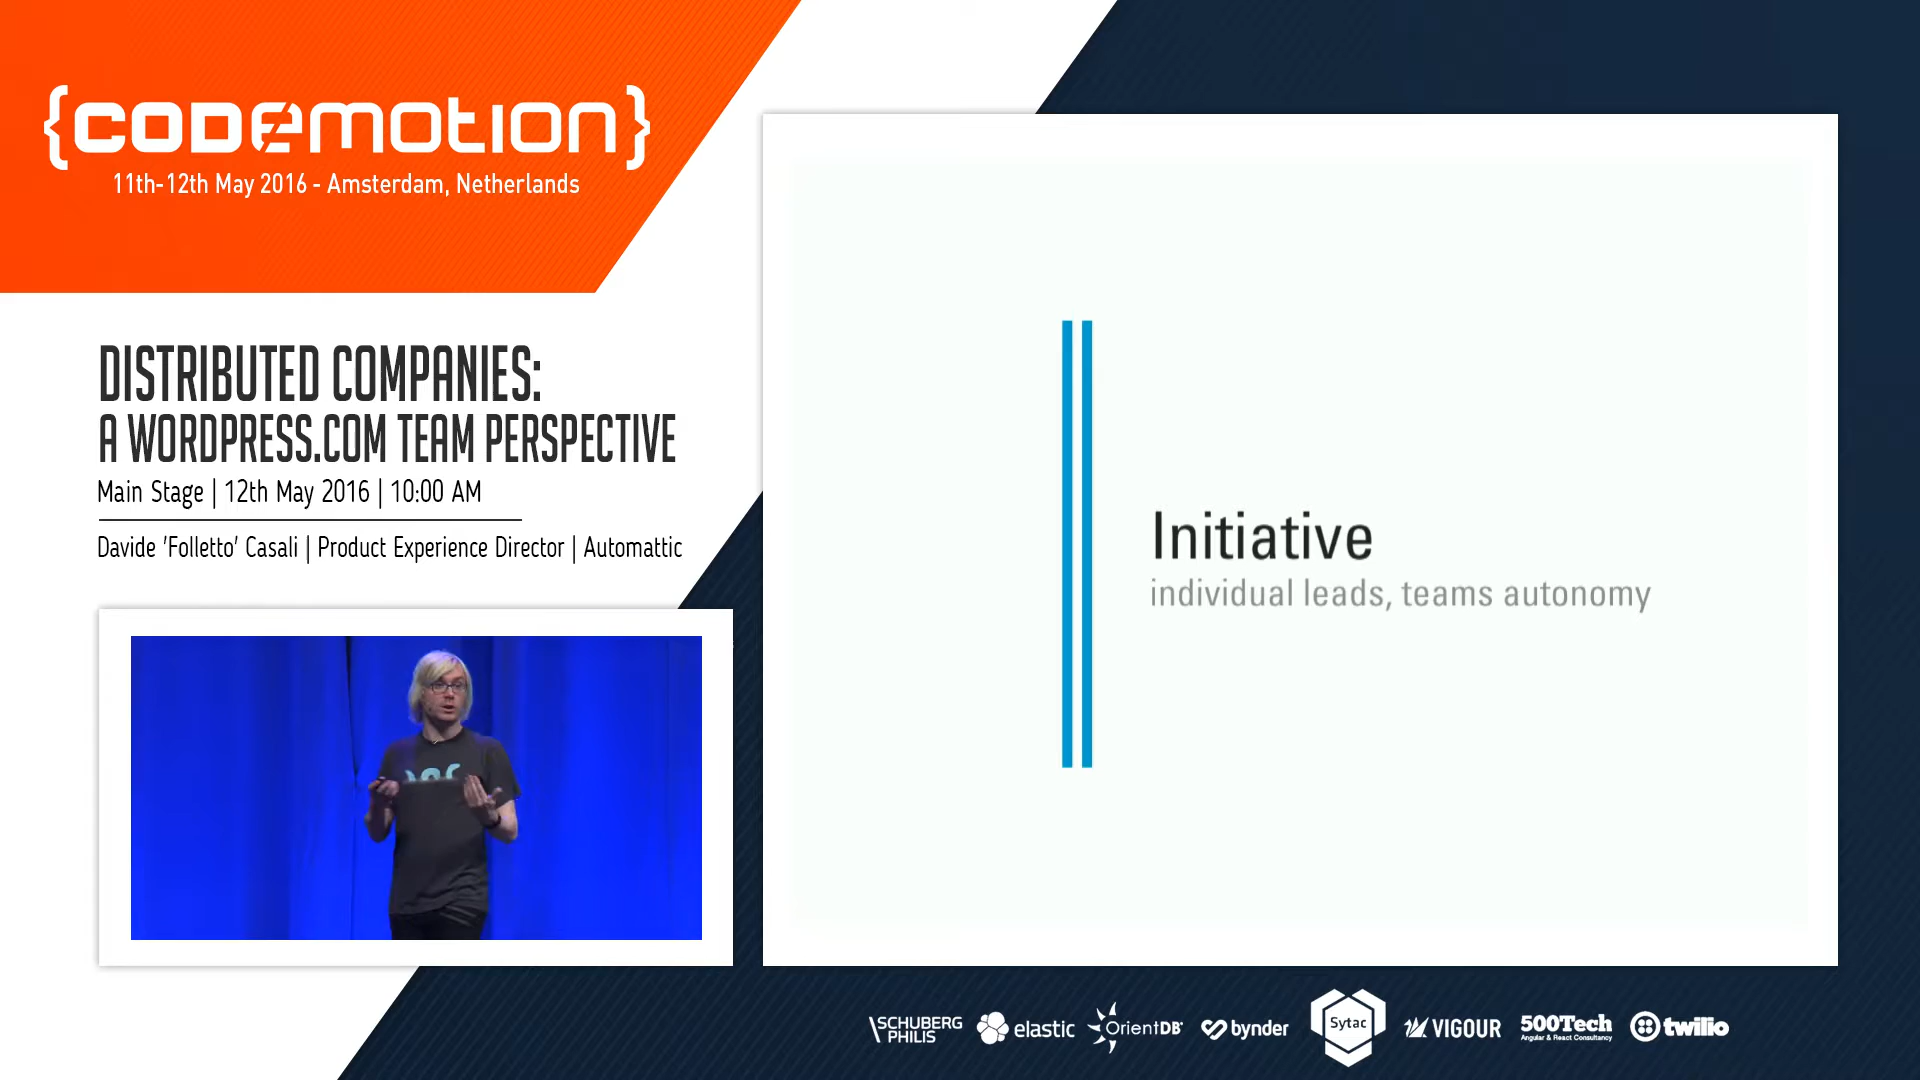 {codemotion}
11th-12th May 2016 - Amsterdam, Netherlands
DISTRIBUTED COMPANIES:
A WORDPRESS.COM TEAM PERSPECTIVE
Main Stage | 12th May 2016 | 10:00 AM
Davide 'Folletto' Casali | Product Experience Director | Automattic
Initiative
individual leads, teams autonomy
SCHUBERG
PHILIS
elastic
OrientDB
bynder
Sytac
VIGOUR
500Tech
Angular & React Consultancy
twilio